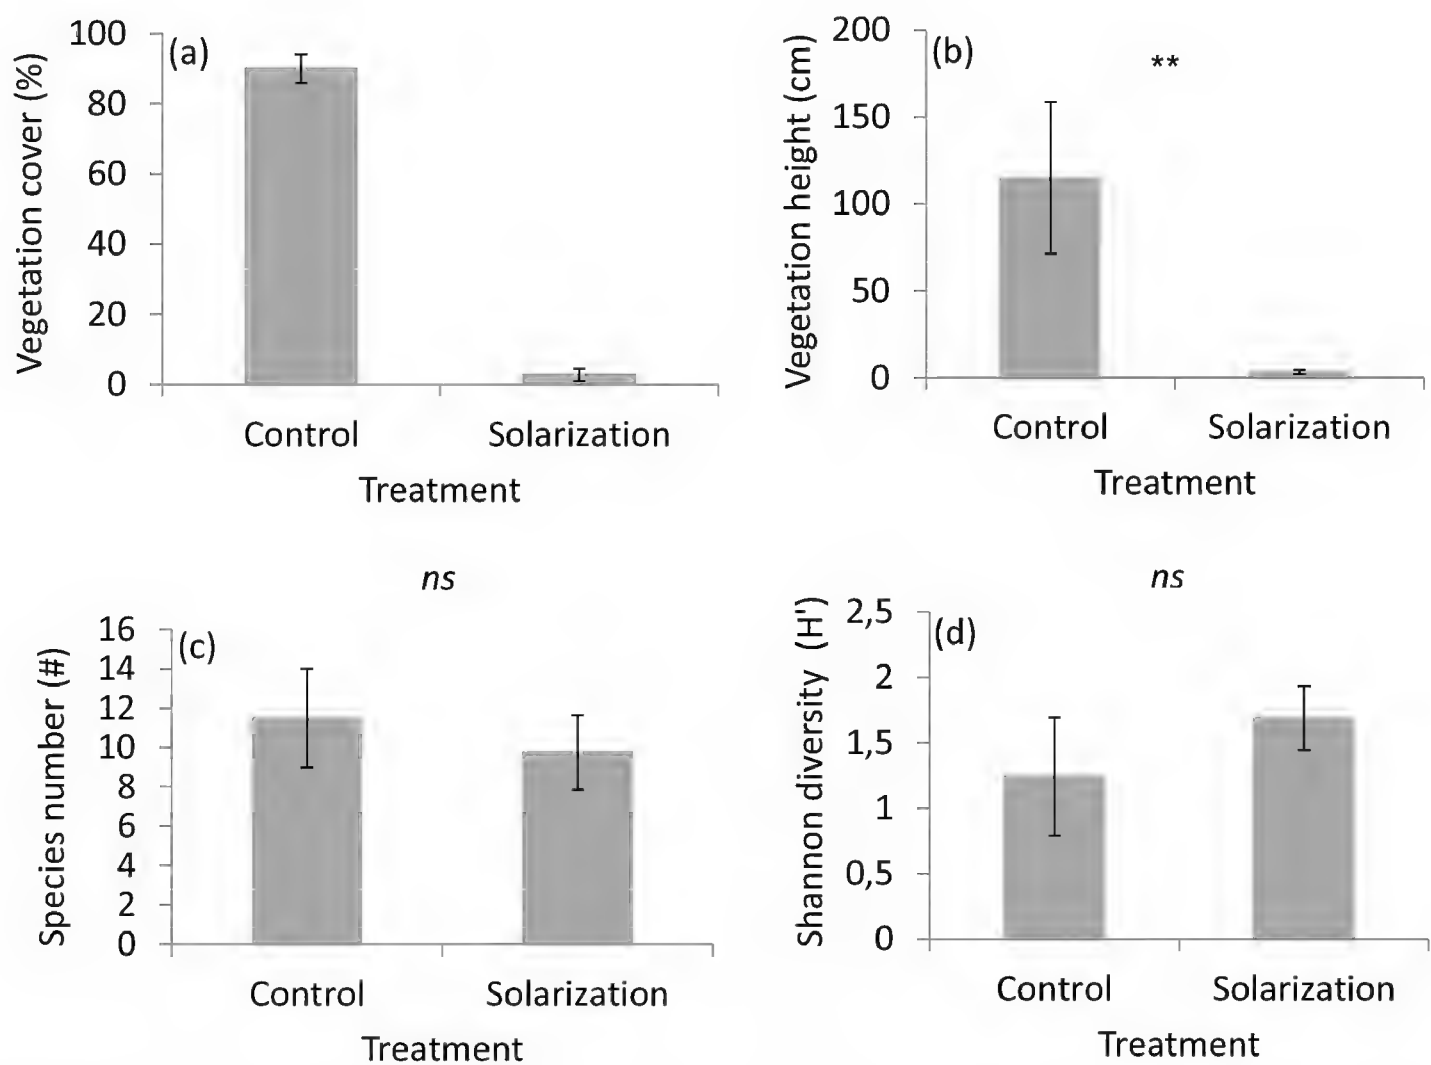 (a)
Vegetation cover (%)
100
80
60
40
20
0
Control Solarization
Treatment
(b)
**
Vegetation height (cm)
200
150
100
50
0
Control Solarization
Treatment
ns
(c)
Species number (#)
16
14
12
10
8
6
4
2
0
Control Solarization
Treatment
ns
(d)
Shannon diversity (H')
2,5
2
1,5
1
0,5
0
Control Solarization
Treatment